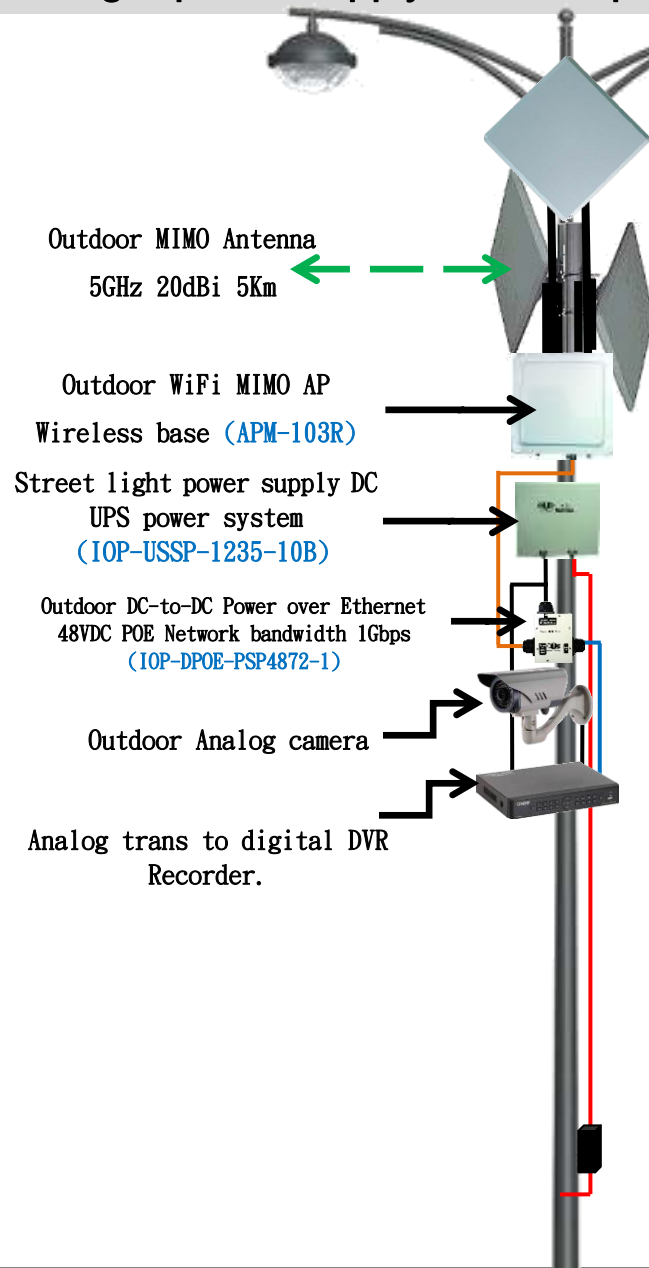 Outdoor MIMO Antenna
5GHz 20dBi 5Km
Outdoor WiFi MIMO AP
Wireless base (APM-103R)
Street light power supply DC
UPS power system
(IOP-USSP-1235-10B)
Outdoor DC-to-DC Power over Ethernet
48VDC POE Network bandwidth 1Gbps
(IOP-DPOE-PSP4872-1)
Outdoor Analog camera
Analog trans to digital DVR
Recorder.